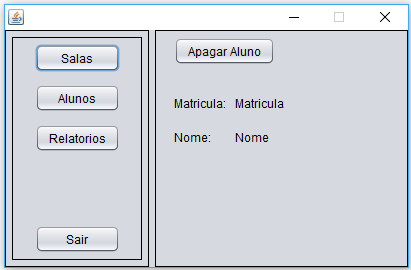 Salas
Alunos
Relatorios
Sair
Apagar Aluno
Matricula: Matricula
Nome: Nome